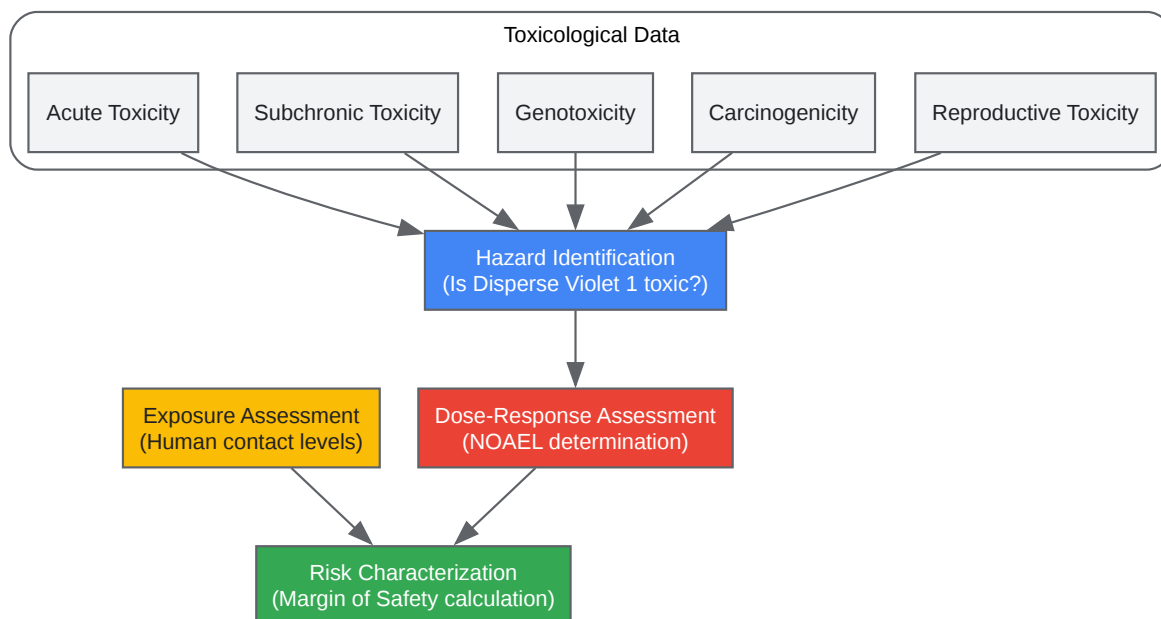 Toxicological Data
Acute Toxicity
Subchronic Toxicity
Genotoxicity
Carcinogenicity
Reproductive Toxicity
Hazard Identification
(Is Disperse Violet 1 toxic?)
Exposure Assessment
(Human contact levels)
Dose-Response Assessment
(NOAEL determination)
Risk Characterization
(Margin of Safety calculation)